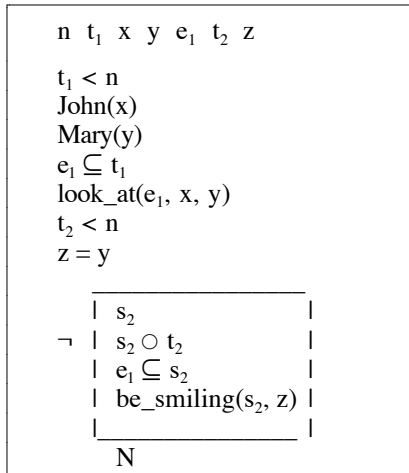 n t₁ x y e₁ t₂ z
t₁ < n
John(x)
Mary(y)
e₁ ⊆ t₁
look_at(e₁, x, y)
t₂ < n
z = y
s₂
¬ s₂ ○ t₂
e₁ ⊆ s₂
be_smiling(s₂, z)
N